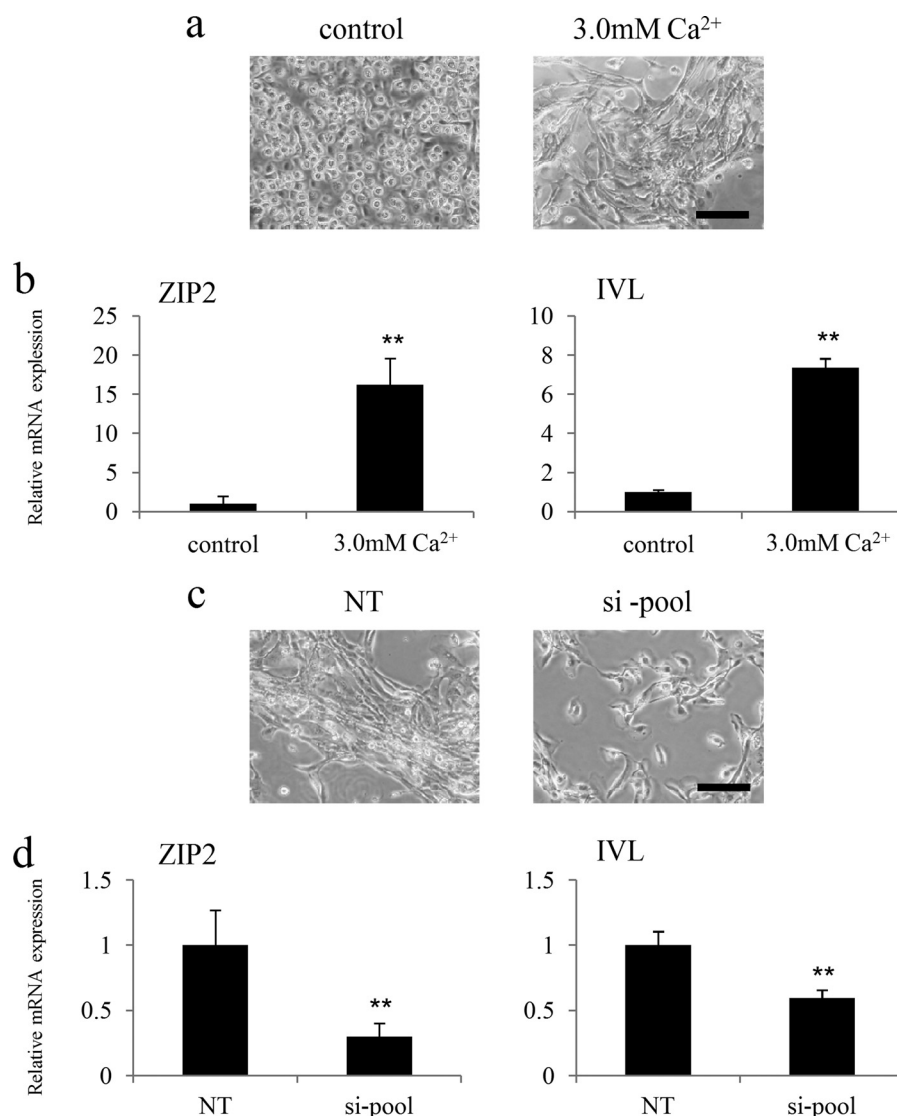 a
control 3.0mM Ca²⁺
b
ZIP2 IVL
Relative mRNA explession
25
20
15
10
5
0
**
control 3.0mM Ca²⁺
10
8
6
4
2
0
**
control 3.0mM Ca²⁺
c
NT si -pool
d
ZIP2 IVL
Relative mRNA expression
1.5
1
0.5
0
**
NT si-pool
1.5
1
0.5
0
**
NT si-pool